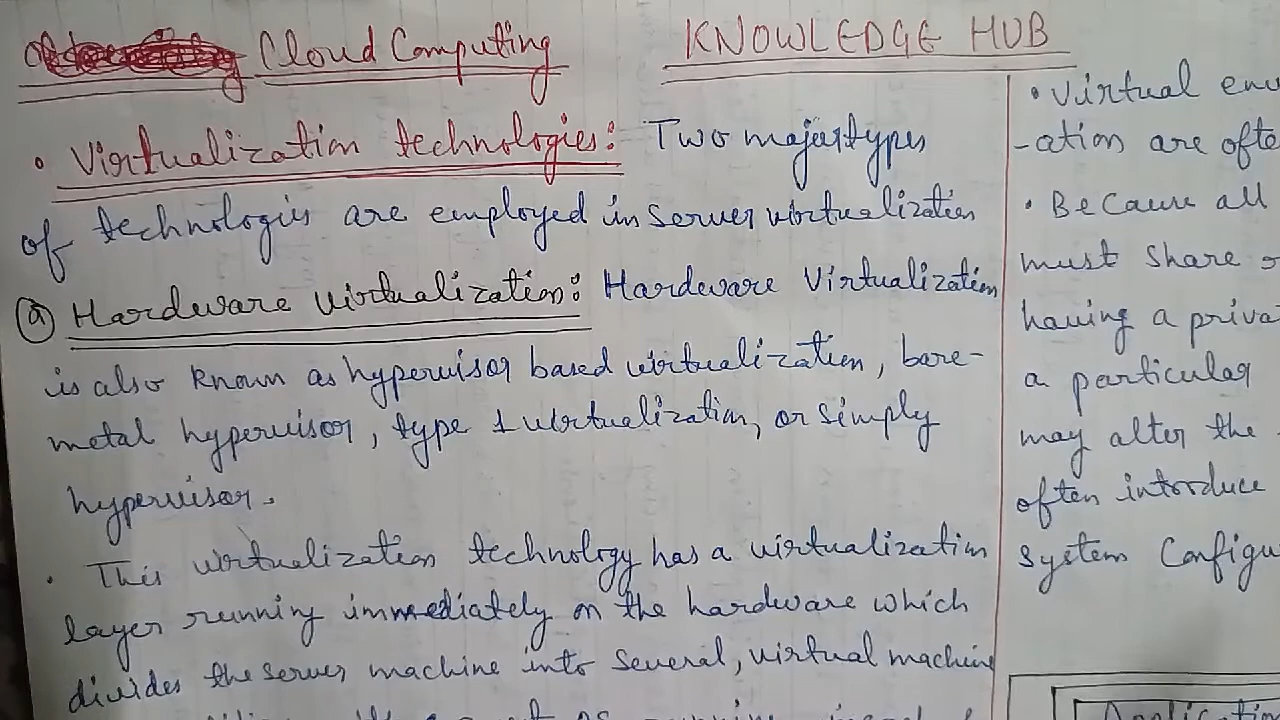 Cloud Computing
KNOWLEDGE HUB
• Virtualization technologies: Two major types
of technologies are employed in server virtualization
(a) Hardware virtualization: Hardware Virtualization
is also known as hypervisor based virtualization, bare-
metal hypervisor, type 1 virtualization, or simply
hypervisor.
• This virtualization technology has a virtualization
layer running immediately on the hardware which
divides the server machine into several, virtual machine
• Virtual env
-ation are ofte
• Because all
must share
having a priva
a particular
may alter the
often introduce
system Configu
Applicatio